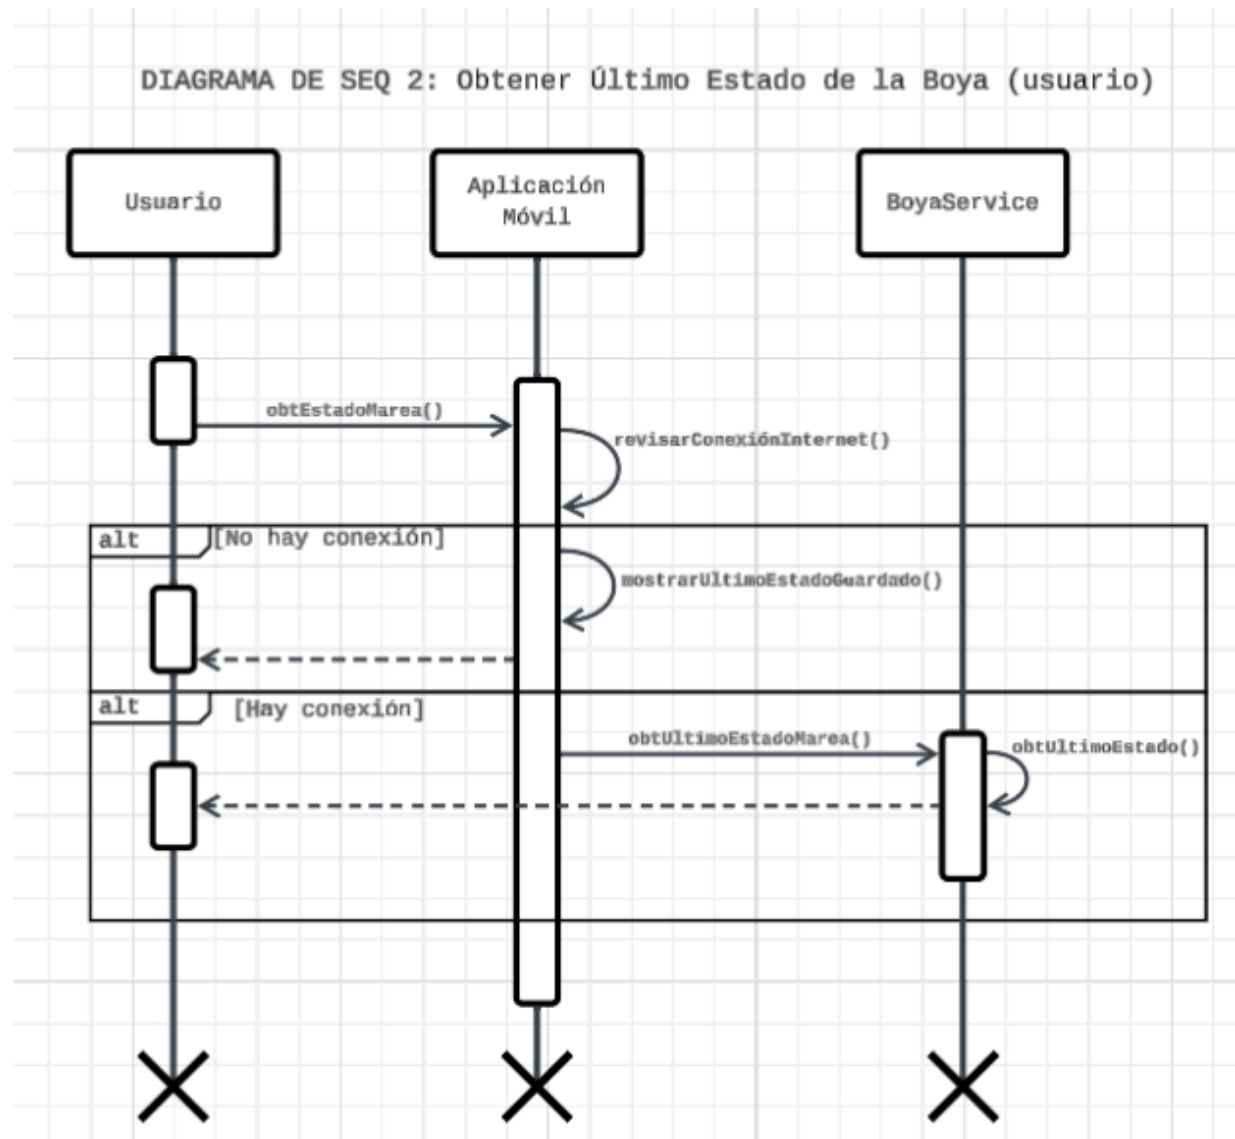 DIAGRAMA DE SEQ 2: Obtener Último Estado de la Boya (usuario)
Usuario
Aplicación
Móvil
BoyaService
obtEstadoMarea()
revisarConexiónInternet()
alt
[No hay conexión]
mostrarUltimoEstadoGuardado()
alt
[Hay conexión]
obtUltimoEstadoMarea()
obtUltimoEstado()